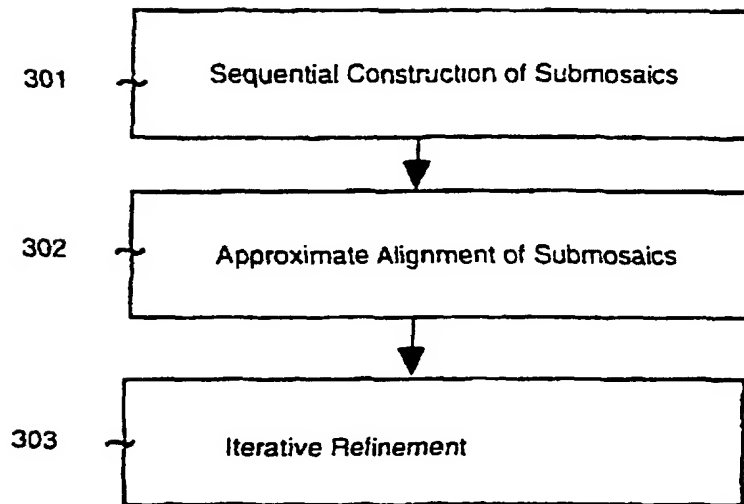 301 Sequential Construction of Submosaics
302 Approximate Alignment of Submosaics
303 Iterative Refinement